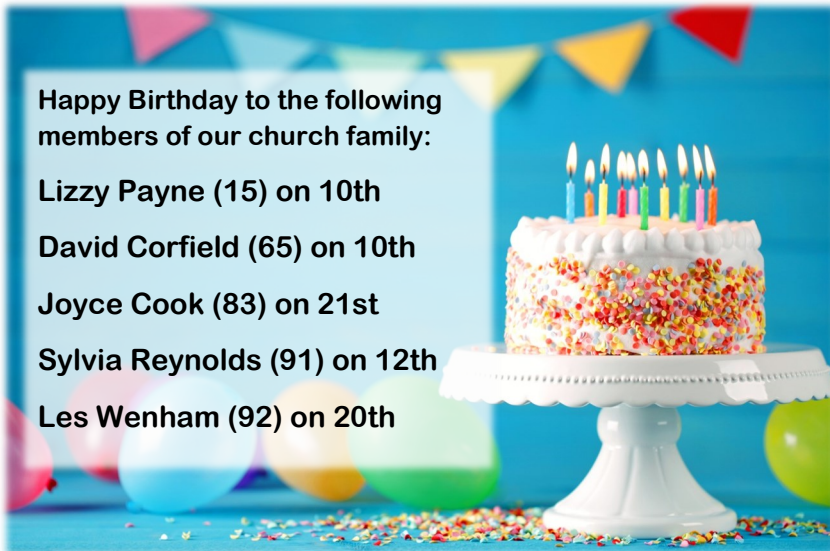 Happy Birthday to the following
members of our church family:
Lizzy Payne (15) on 10th
David Corfield (65) on 10th
Joyce Cook (83) on 21st
Sylvia Reynolds (91) on 12th
Les Wenham (92) on 20th